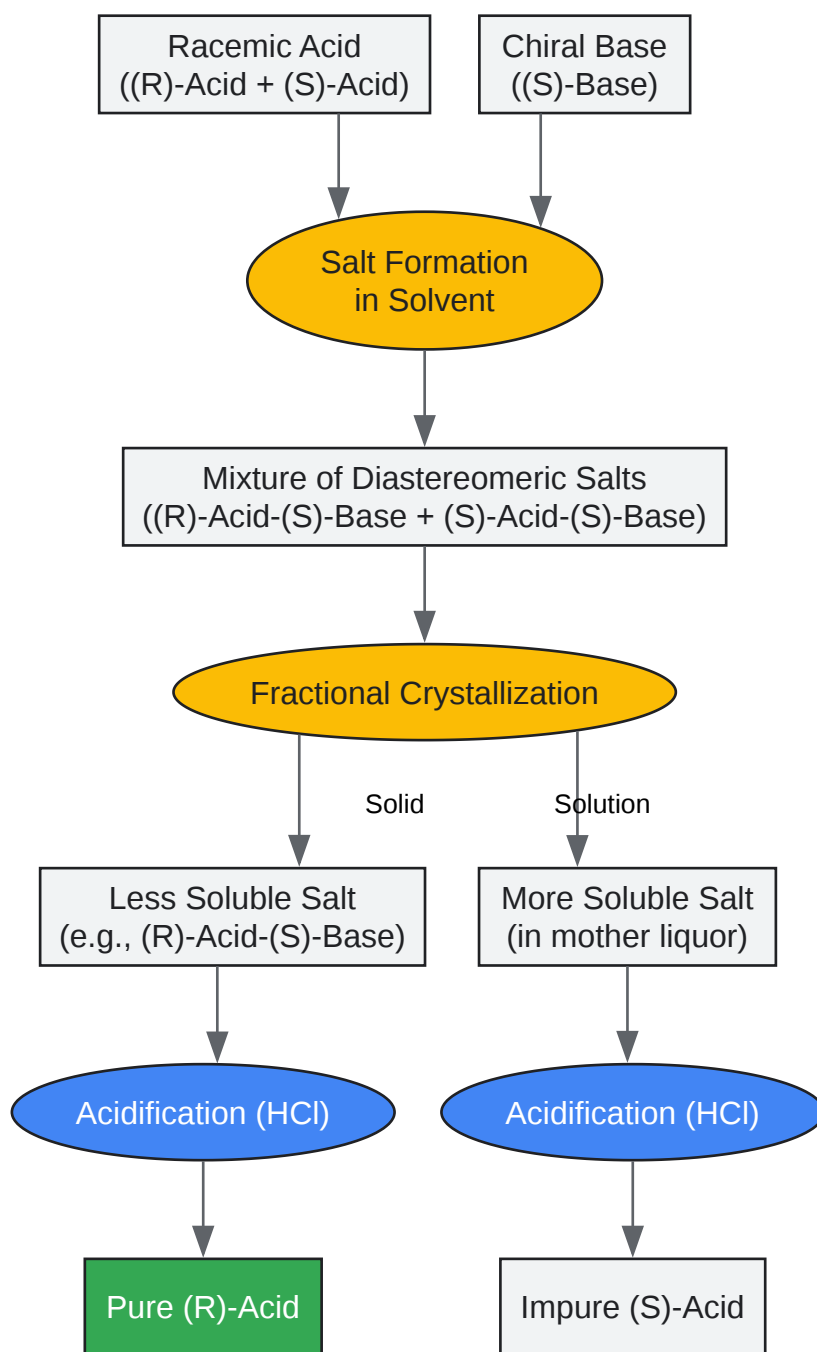 Racemic Acid
((R)-Acid + (S)-Acid)
Chiral Base
((S)-Base)
Salt Formation
in Solvent
Mixture of Diastereomeric Salts
((R)-Acid-(S)-Base + (S)-Acid-(S)-Base)
Fractional Crystallization
Solid
Solution
Less Soluble Salt
(e.g., (R)-Acid-(S)-Base)
More Soluble Salt
(in mother liquor)
Acidification (HCl)
Acidification (HCl)
Pure (R)-Acid
Impure (S)-Acid